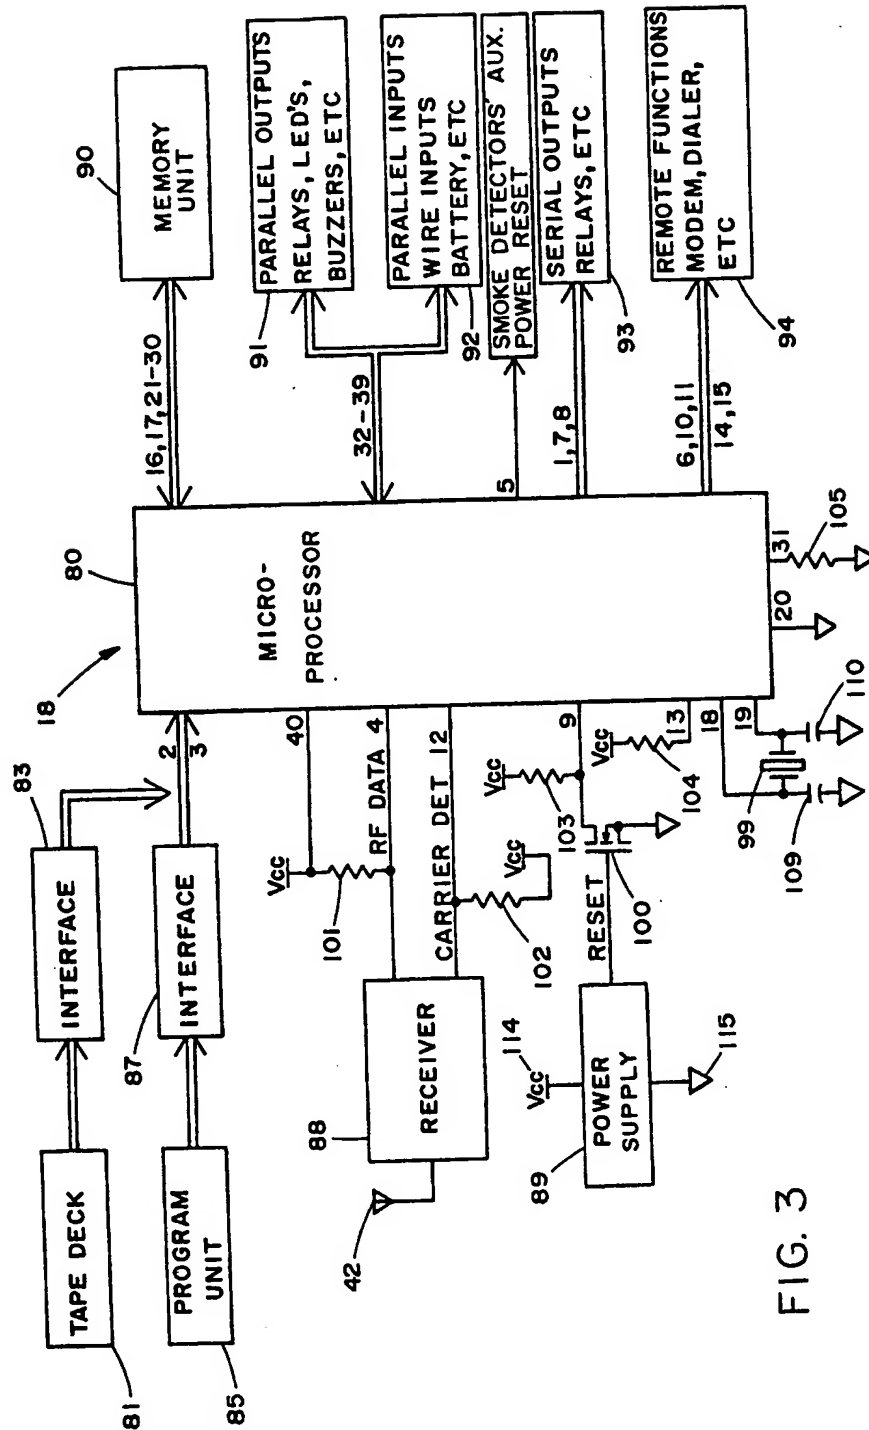 18
80
MICRO-
PROCESSOR
TAPE DECK
81
INTERFACE
83
PROGRAM
UNIT
85
INTERFACE
87
2
3
40
Vcc
101
RF DATA 4
CARRIER DET 12
102
Vcc
RECEIVER
88
42
9
Vcc
103
RESET
100
Vcc
104
13
18
19
99
109
110
Vcc
114
POWER
SUPPLY
89
115
20
31
105
16,17,21-30
MEMORY
UNIT
90
32-39
PARALLEL OUTPUTS
RELAYS, LED'S,
BUZZERS, ETC
91
PARALLEL INPUTS
WIRE INPUTS
BATTERY, ETC
92
5
SMOKE DETECTORS' AUX.
POWER RESET
1,7,8
SERIAL OUTPUTS
RELAYS, ETC
93
6,10,11
14,15
REMOTE FUNCTIONS
MODEM, DIALER,
ETC
94
FIG. 3